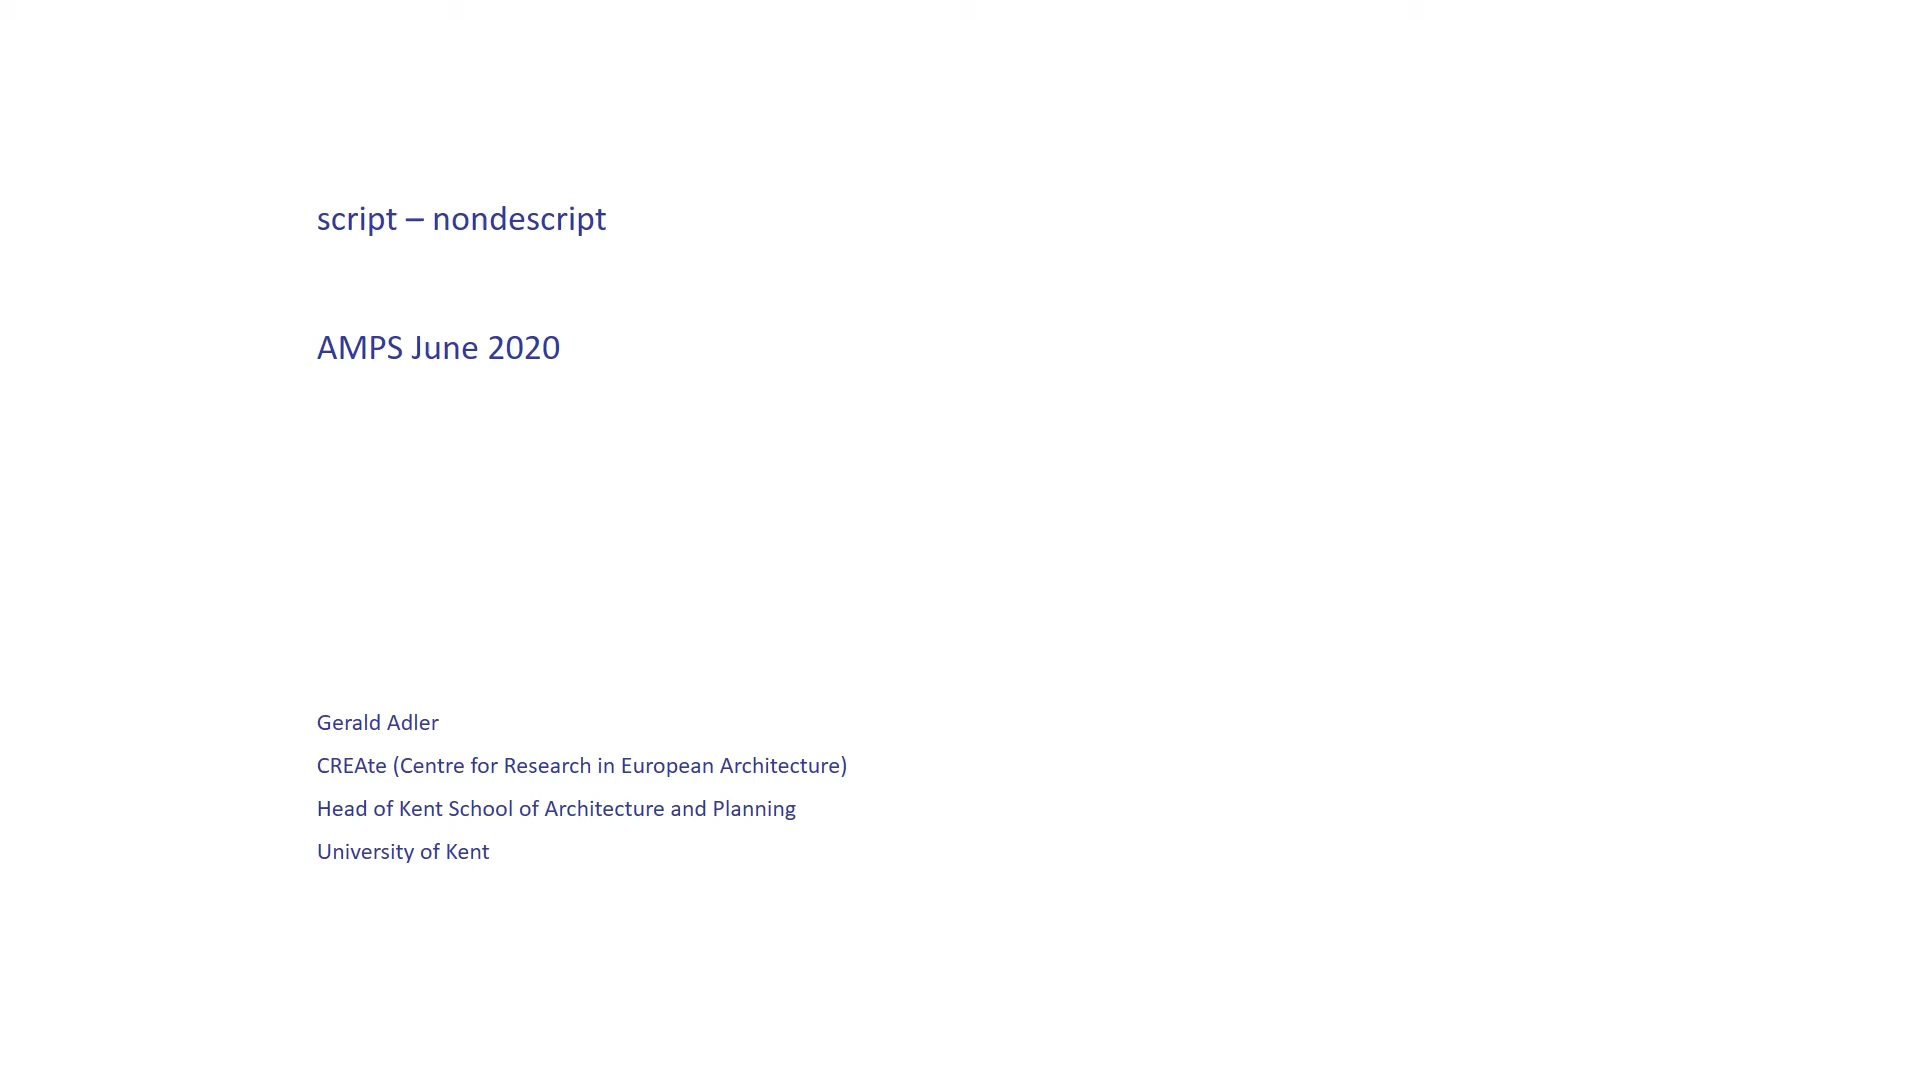 script – nondescript
AMPS June 2020
Gerald Adler
CREAte (Centre for Research in European Architecture)
Head of Kent School of Architecture and Planning
University of Kent